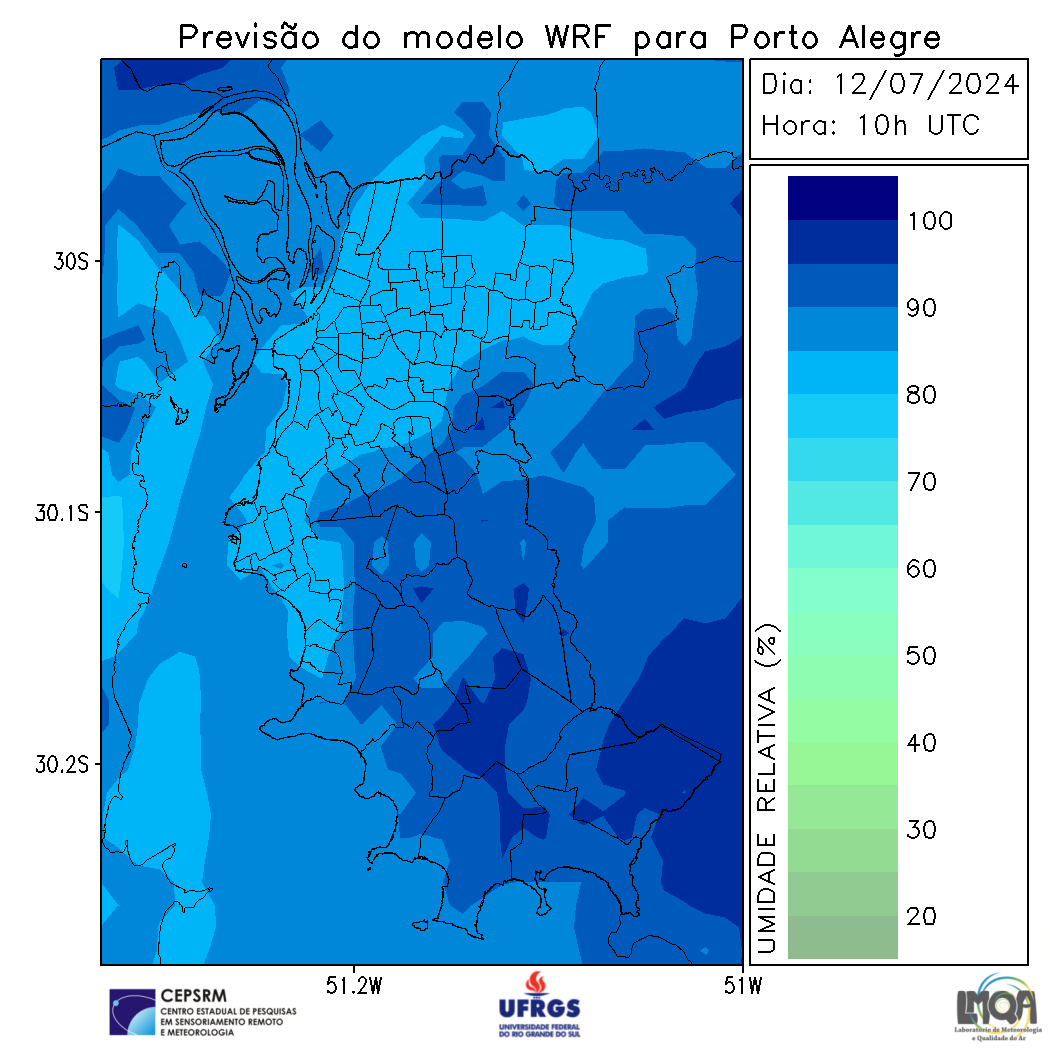 Previsão do modelo WRF para Porto Alegre
Dia: 12/07/2024
Hora: 10h UTC
100
90
80
70
60
50
40
30
20
UMIDADE RELATIVA (%)
30S
30.1S
30.2S
51.2W
51W
CEPSRM
CENTRO ESTADUAL DE PESQUISAS
EM SENSORIAMENTO REMOTO
E METEOROLOGIA
UFRGS
UNIVERSIDADE FEDERAL
DO RIO GRANDE DO SUL
LMQA
Laboratório de Meteorologia
e Qualidade do Ar